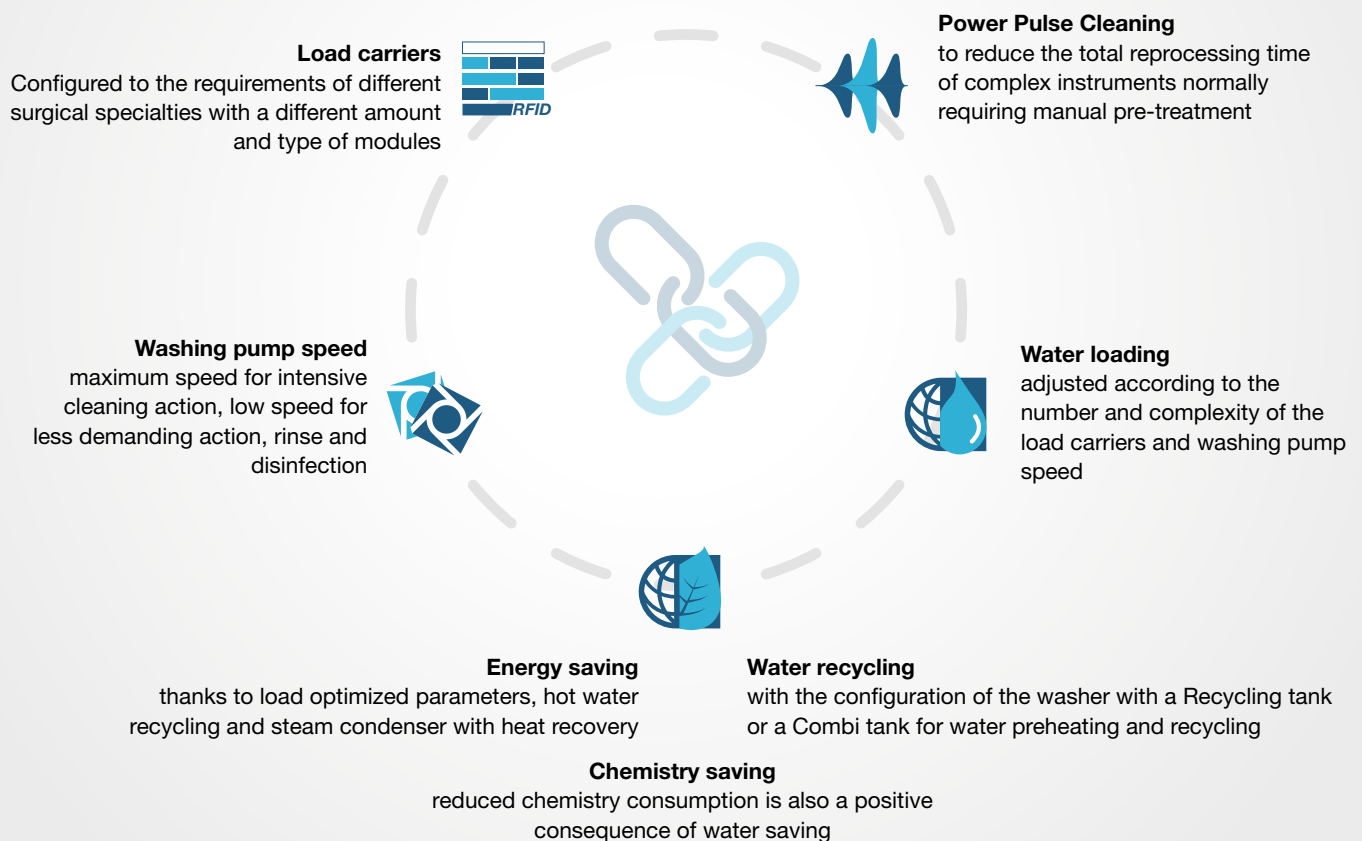 Load carriers
Configured to the requirements of different
surgical specialties with a different amount
and type of modules
RFID
Power Pulse Cleaning
to reduce the total reprocessing time
of complex instruments normally
requiring manual pre-treatment
Washing pump speed
maximum speed for intensive
cleaning action, low speed for
less demanding action, rinse and
disinfection
Water loading
adjusted according to the
number and complexity of the
load carriers and washing pump
speed
Energy saving
thanks to load optimized parameters, hot water
recycling and steam condenser with heat recovery
Water recycling
with the configuration of the washer with a Recycling tank
or a Combi tank for water preheating and recycling
Chemistry saving
reduced chemistry consumption is also a positive
consequence of water saving